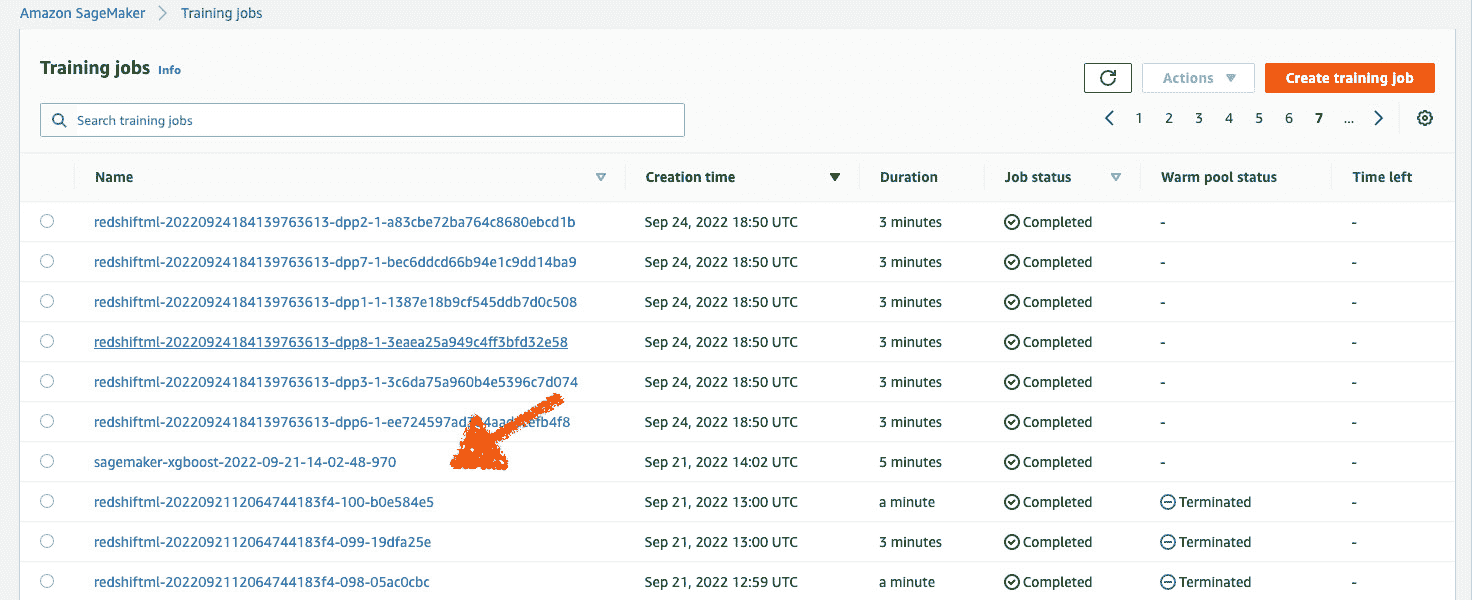 Amazon SageMaker > Training jobs
Training jobs Info
Actions Create training job
Search training jobs
1 2 3 4 5 6 7 ...
Name Creation time Duration Job status Warm pool status Time left
redshiftml-20220924184139763613-dpp2-1-a83cbe72ba764c8680ebcd1b Sep 24, 2022 18:50 UTC 3 minutes Completed - -
redshiftml-20220924184139763613-dpp7-1-bec6ddcd66b94e1c9dd14ba9 Sep 24, 2022 18:50 UTC 3 minutes Completed - -
redshiftml-20220924184139763613-dpp1-1-1387e18b9cf545ddb7d0c508 Sep 24, 2022 18:50 UTC 3 minutes Completed - -
redshiftml-20220924184139763613-dpp8-1-3eaea25a949c4ff3bfd32e58 Sep 24, 2022 18:50 UTC 3 minutes Completed - -
redshiftml-20220924184139763613-dpp3-1-3c6da75a960b4e5396c7d074 Sep 24, 2022 18:50 UTC 3 minutes Completed - -
Sep 24, 2022 18:50 UTC 3 minutes Completed - -
sagemaker-xgboost-2022-09-21-14-02-48-970 Sep 21, 2022 14:02 UTC 5 minutes Completed - -
redshiftml-2022092112064744183f4-100-b0e584e5 Sep 21, 2022 13:00 UTC a minute Completed Terminated -
redshiftml-2022092112064744183f4-099-19dfa25e Sep 21, 2022 13:00 UTC 3 minutes Completed Terminated -
redshiftml-2022092112064744183f4-098-05ac0cbc Sep 21, 2022 12:59 UTC a minute Completed Terminated -